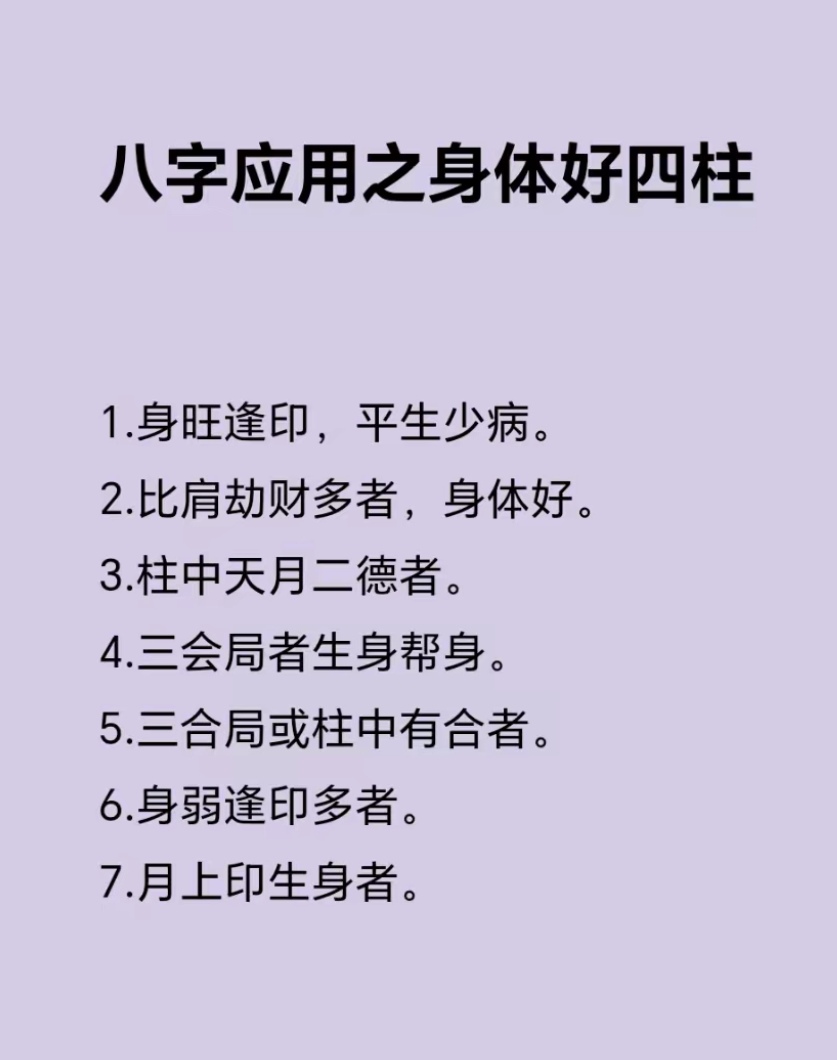 八字应用之身体好四柱
1.身旺逢印，平生少病。
2.比肩劫财多者，身体好。
3.柱中天月二德者。
4.三会局者生身帮身。
5.三合局或柱中有合者。
6.身弱逢印多者。
7.月上印生身者。